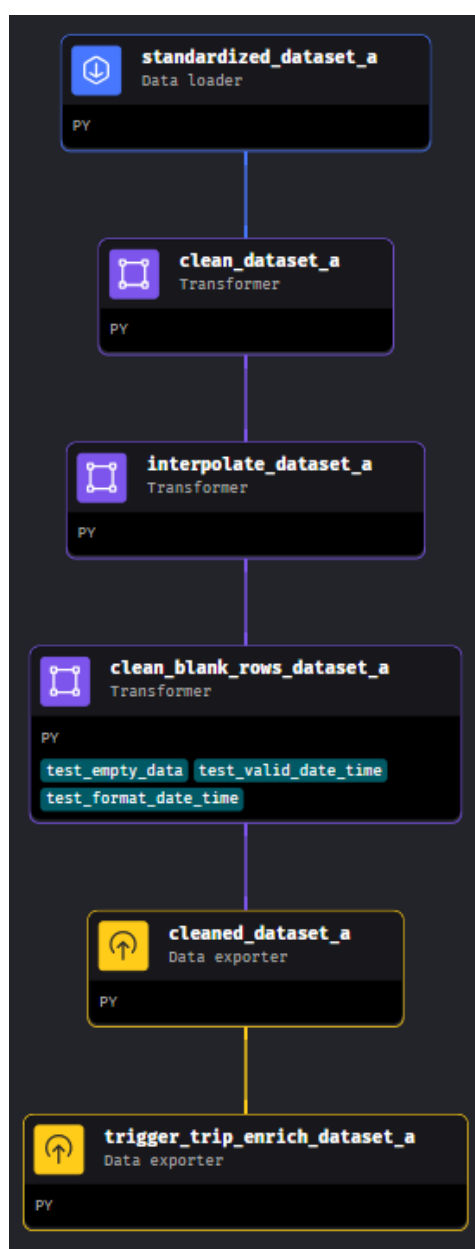 standardized_dataset_a
Data loader
PY
clean_dataset_a
Transformer
PY
interpolate_dataset_a
Transformer
PY
clean_blank_rows_dataset_a
Transformer
PY
test_empty_data test_valid_date_time
test_format_date_time
cleaned_dataset_a
Data exporter
PY
trigger_trip_enrich_dataset_a
Data exporter
PY